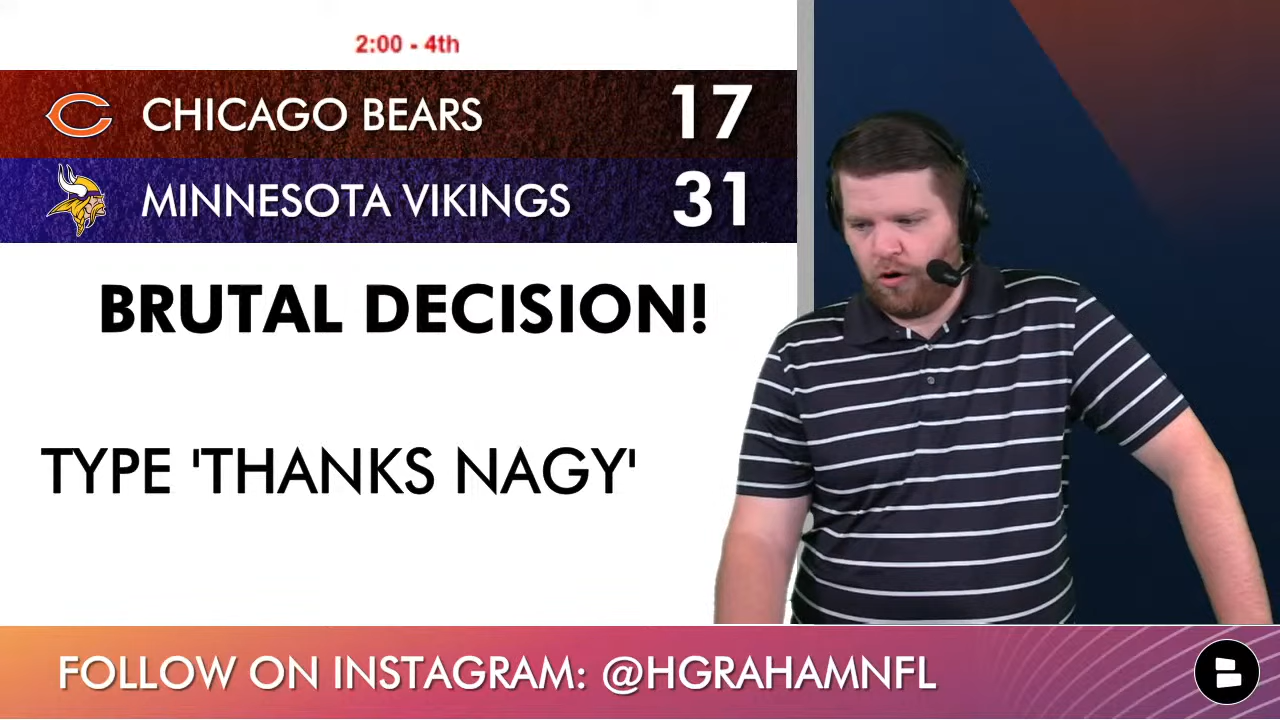 2:00 - 4th
CHICAGO BEARS 17
MINNESOTA VIKINGS 31
BRUTAL DECISION!
TYPE 'THANKS NAGY'
FOLLOW ON INSTAGRAM: @HGRAHAMNFL